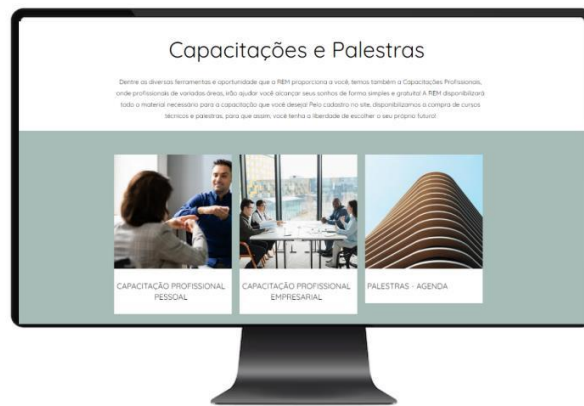 Capacitações e Palestras
Dentre as diversas ferramentas e oportunidade que a REM proporciona a você, temos também a Capacitações Profissionais,
onde profissionais de variadas áreas, irão ajudar você alcançar seus sonhos de forma simples e gratuita! A REM disponibilizará
todo o material necessário para a capacitação que você deseja! Pelo cadastro no site, disponibilizamos a compra de cursos
técnicos e palestras, para que assim, você tenha a liberdade de escolher o seu próprio futuro!
CAPACITAÇÃO PROFISSIONAL
PESSOAL
CAPACITAÇÃO PROFISSIONAL
EMPRESARIAL
PALESTRAS - AGENDA